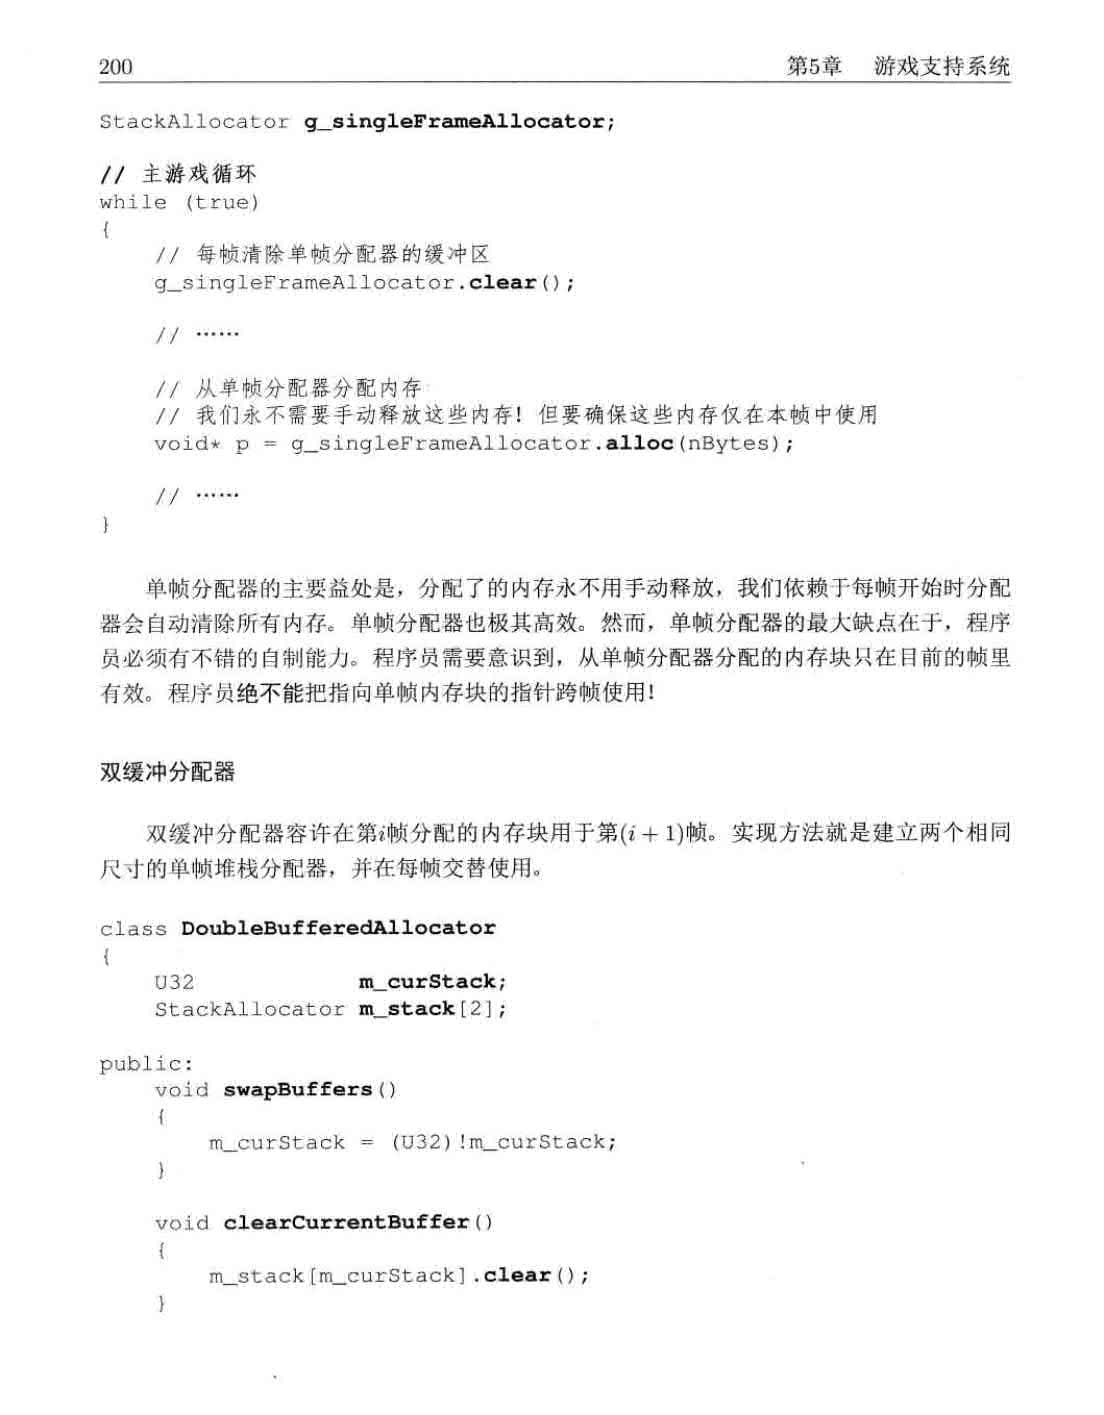 200
第5章 游戏支持系统
StackAllocator g_singleFrameAllocator;
// 主游戏循环
while (true)
{
// 每帧清除单帧分配器的缓冲区
g_singleFrameAllocator.clear();
// ……
// 从单帧分配器分配内存
// 我们永不需要手动释放这些内存! 但要确保这些内存仅在本帧中使用
void* p = g_singleFrameAllocator.alloc(nBytes);
// ……
}
单帧分配器的主要益处是，分配了的内存永不用手动释放，我们依赖于每帧开始时分配
器会自动清除所有内存。单帧分配器也极其高效。然而，单帧分配器的最大缺点在于，程序
员必须有不错的自制能力。程序员需要意识到，从单帧分配器分配的内存块只在目前的帧里
有效。程序员绝不能把指向单帧内存块的指针跨帧使用!
双缓冲分配器
双缓冲分配器容许在第i帧分配的内存块用于第(i + 1)帧。实现方法就是建立两个相同
尺寸的单帧堆栈分配器，并在每帧交替使用。
class DoubleBufferedAllocator
{
U32 m_curStack;
StackAllocator m_stack[2];
public:
void swapBuffers()
{
m_curStack = (U32)!m_curStack;
}
void clearCurrentBuffer()
{
m_stack[m_curStack].clear();
}